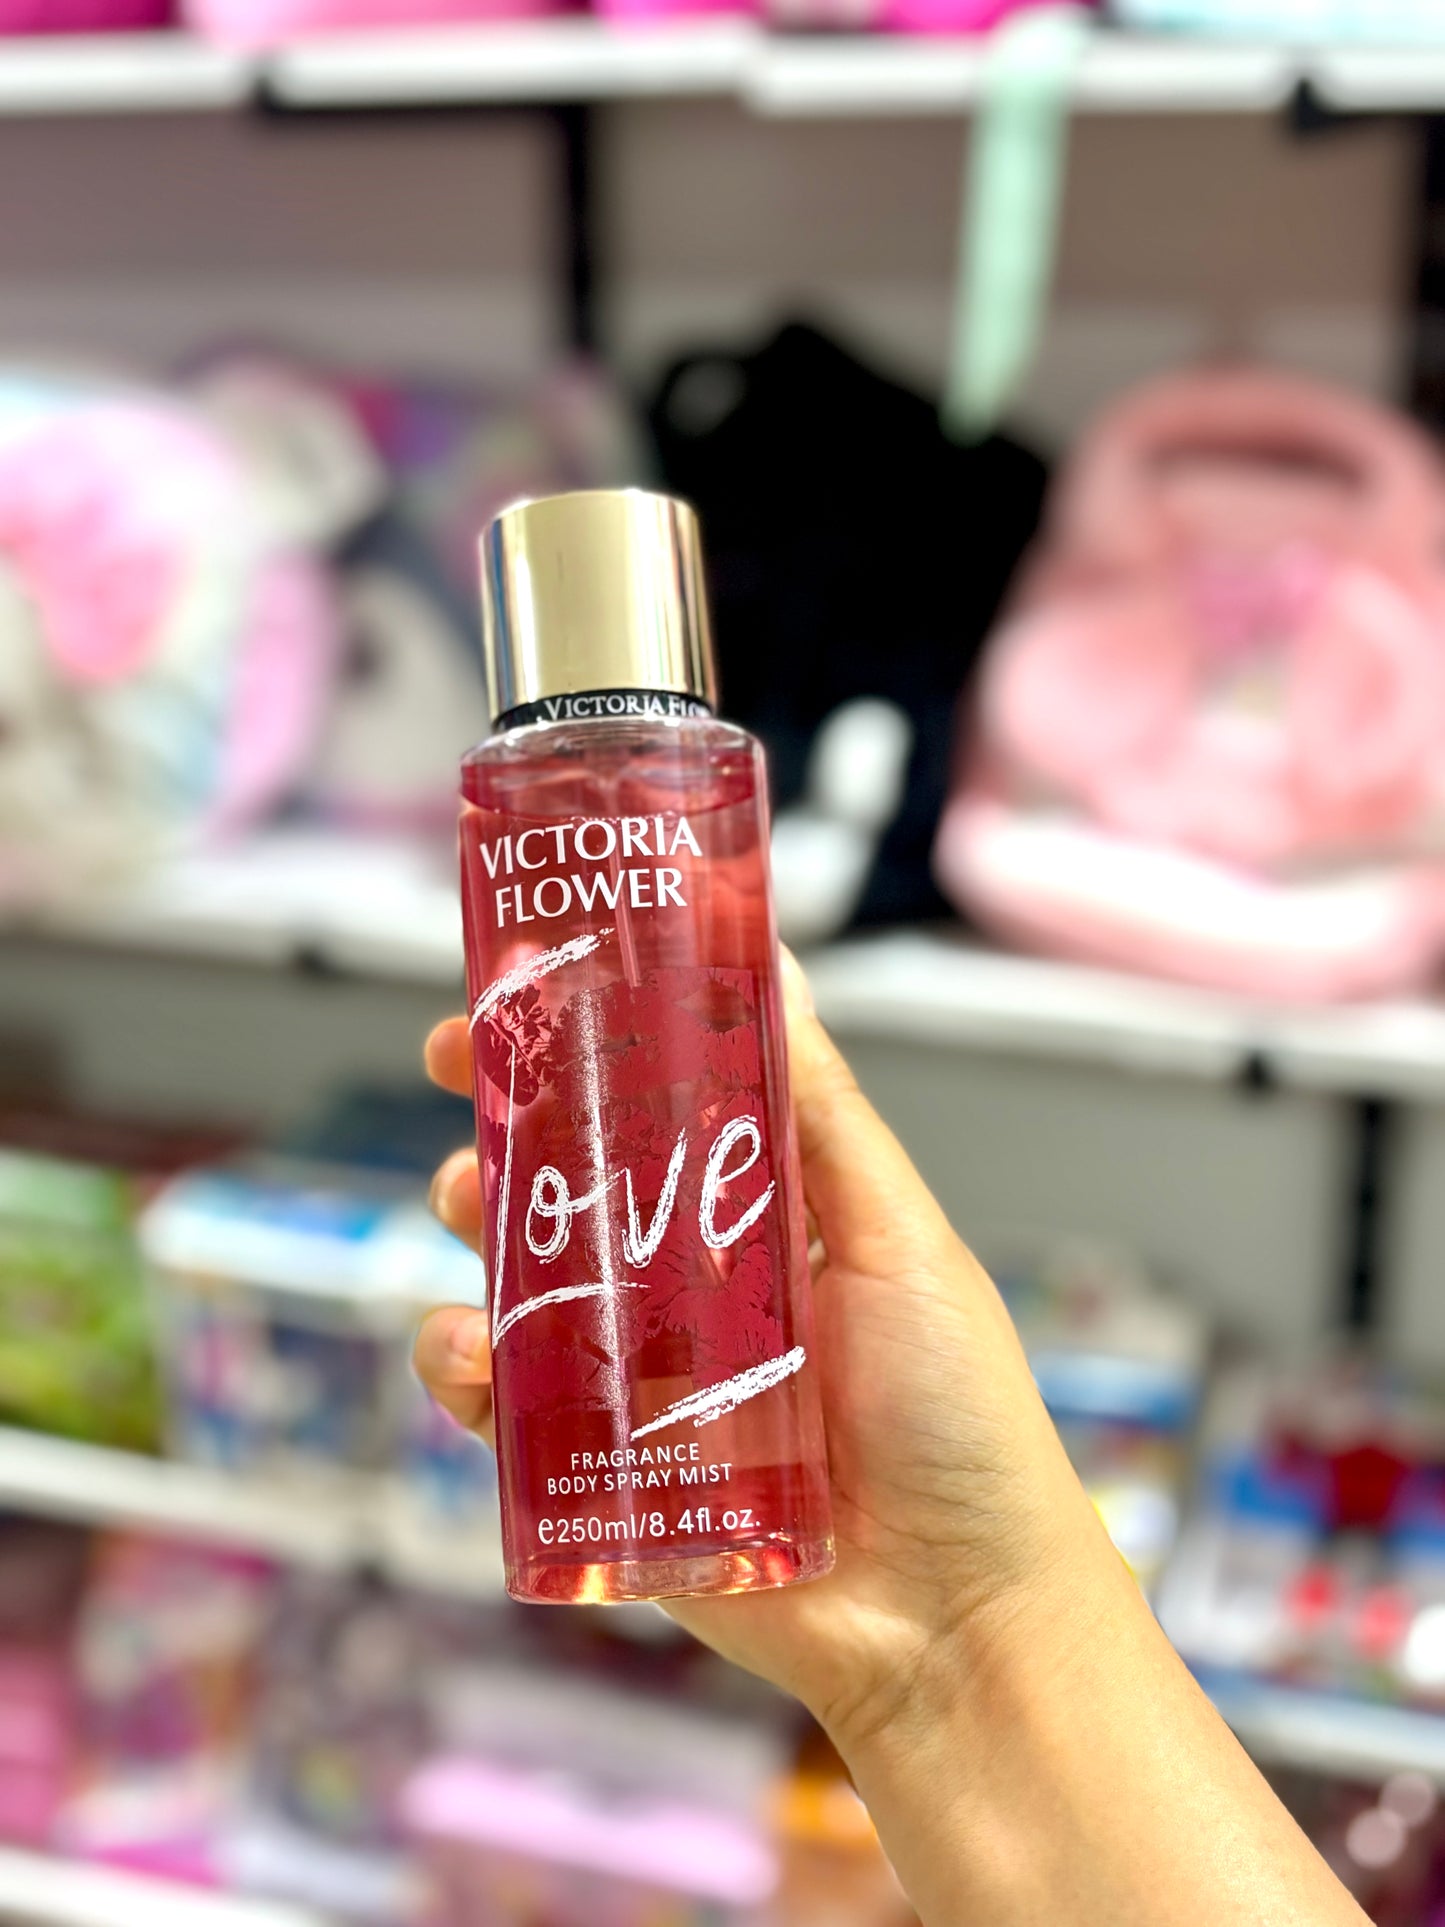 VICTORIA FLO
VICTORIA
FLOWER
Love
FRAGRANCE
BODY SPRAY MIST
e250ml/8.4fl.oz.